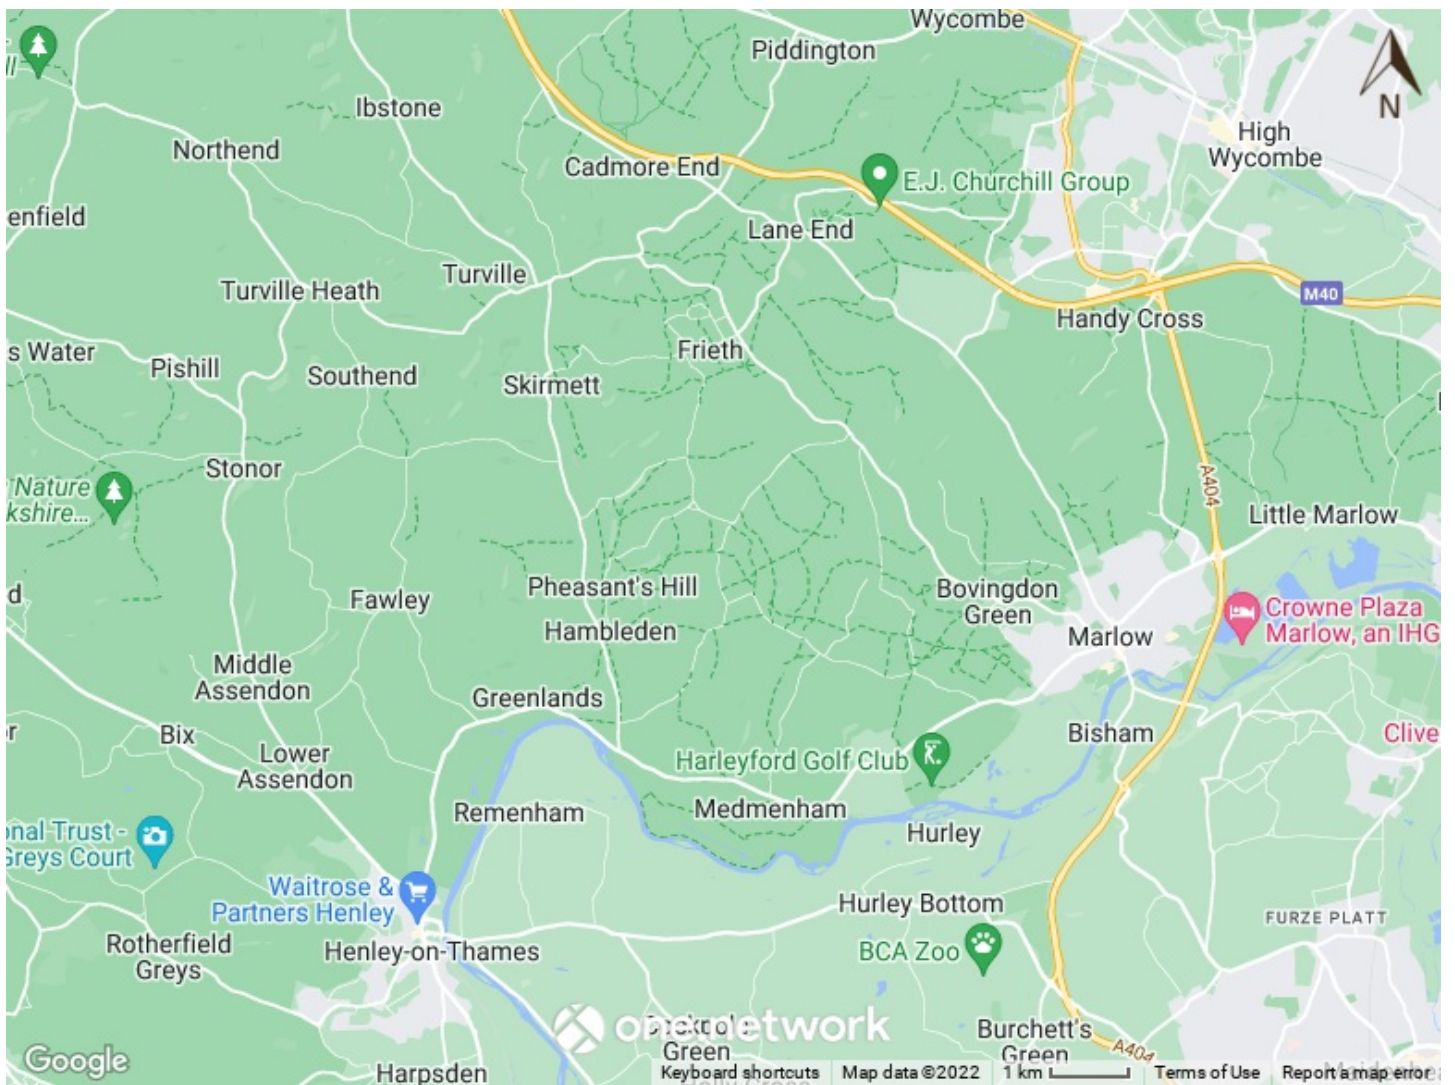 Wycombe
Piddington
Ibstone
N
High
Wycombe
Northend
Cadmore End
E.J. Churchill Group
enfield
Lane End
Turville
Turville Heath
M40
Handy Cross
s Water
Pishill
Frieth
Southend
Skirmett
Stonor
A404
Nature
kshire...
Little Marlow
Pheasant's Hill
Bovingdon
Green
Fawley
Crowne Plaza
Marlow, an IHG
Hambleden
Marlow
Middle
Assendon
Greenlands
Bix
Bisham
Clive
Lower
Assendon
Harleyford Golf Club
Remenham
Medmenham
Hurley
onal Trust -
Greys Court
Waitrose &
Partners Henley
Hurley Bottom
FURZE PLATT
Rotherfield
Greys
Henley-on-Thames
BCA Zoo
one.network
Green
Burchett's
Green
A404
Google
Harpsden
Keyboard shortcuts
Map data ©2022
1 km
Terms of Use
Report a map error